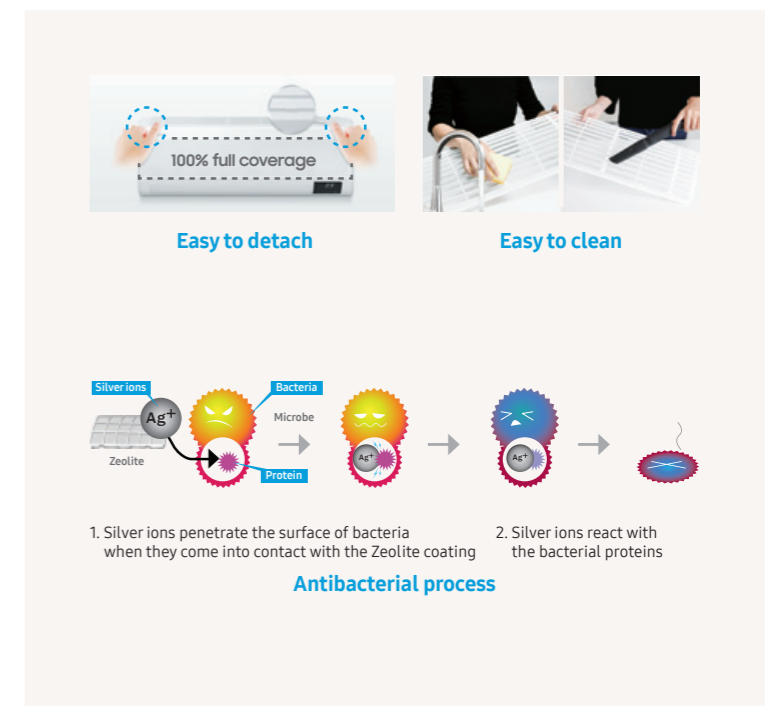 100% full coverage
Easy to detach
Easy to clean
Silver ions
Ag+
Zeolite
Bacteria
Microbe
Protein
Ag+
Ag+
1. Silver ions penetrate the surface of bacteria
when they come into contact with the Zeolite coating
2. Silver ions react with
the bacterial proteins
Antibacterial process